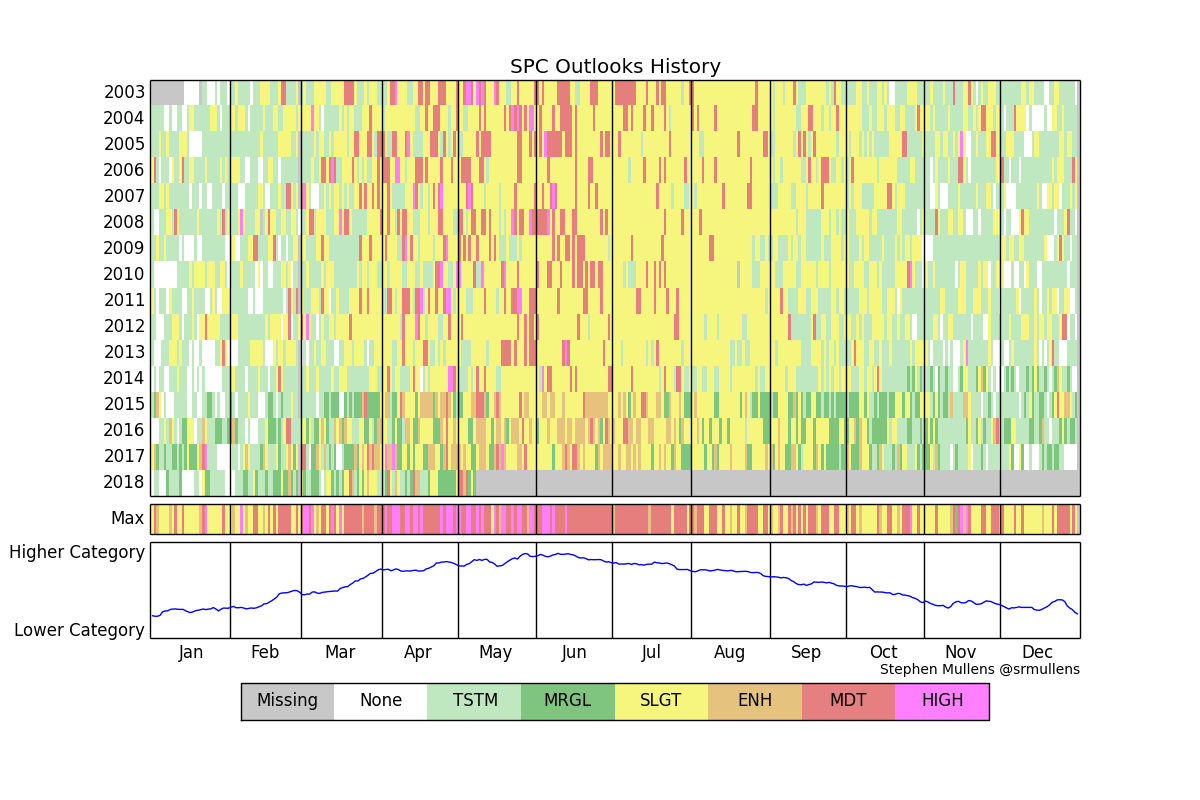 SPC Outlooks History
2003
2004
2005
2006
2007
2008
2009
2010
2011
2012
2013
2014
2015
2016
2017
2018
Max
Higher Category
Lower Category
Jan Feb Mar Apr May Jun Jul Aug Sep Oct Nov Dec
Stephen Mullens @srmullens
Missing None TSTM MRGL SLGT ENH MDT HIGH